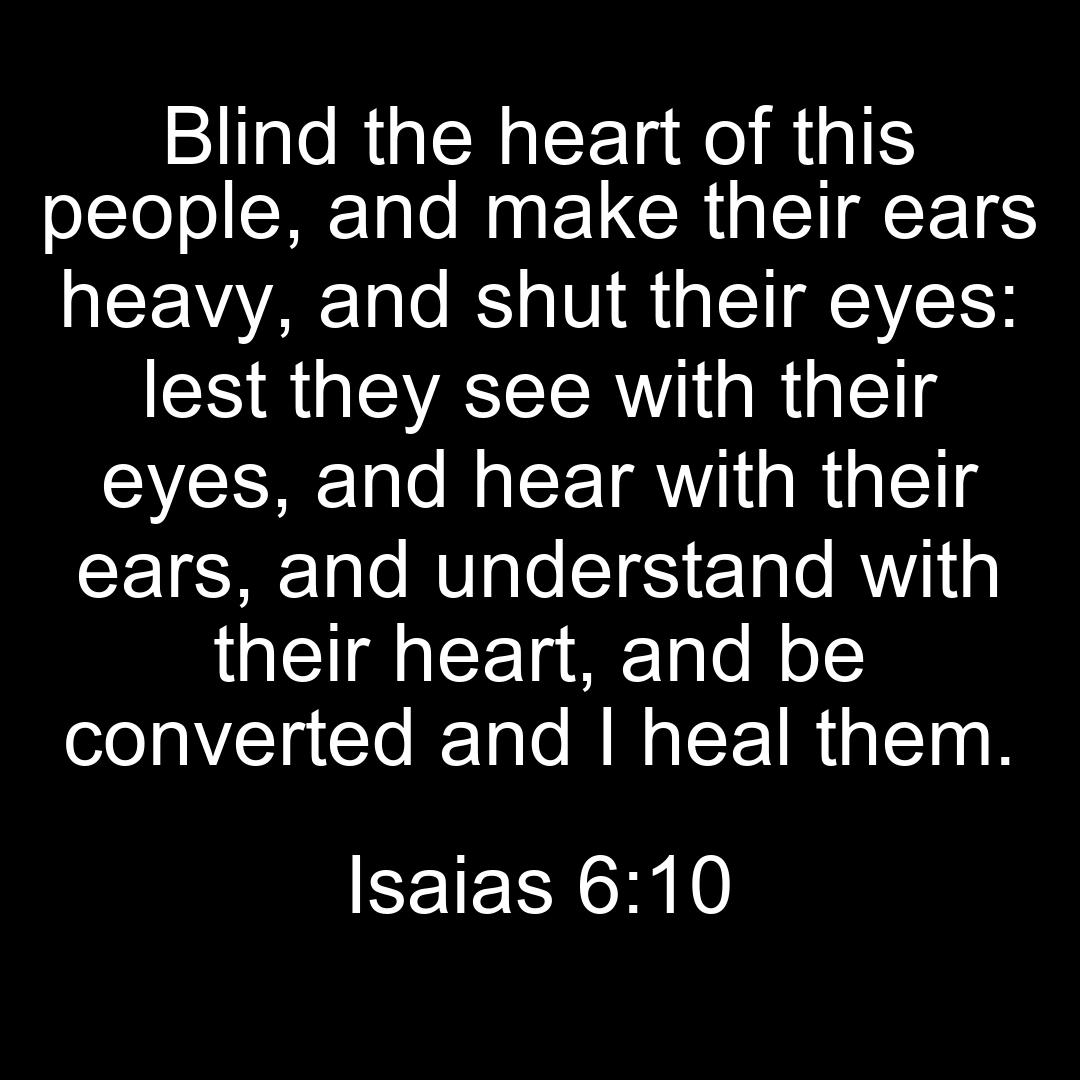 Blind the heart of this
people, and make their ears
heavy, and shut their eyes:
lest they see with their
eyes, and hear with their
ears, and understand with
their heart, and be
converted and I heal them.
Isaias 6:10